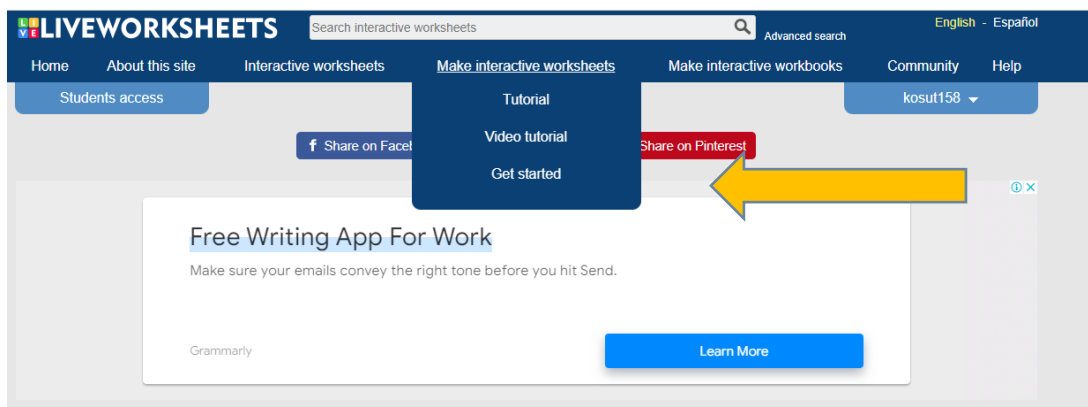 LIVEWORKSHEETS
Search interactive worksheets
Advanced search
English - Español
Home About this site Interactive worksheets Make interactive worksheets Make interactive workbooks Community Help
Students access
Tutorial
Video tutorial
Get started
kosut158
f Share on Faceb
Share on Pinterest
Free Writing App For Work
Make sure your emails convey the right tone before you hit Send.
Grammarly
Learn More